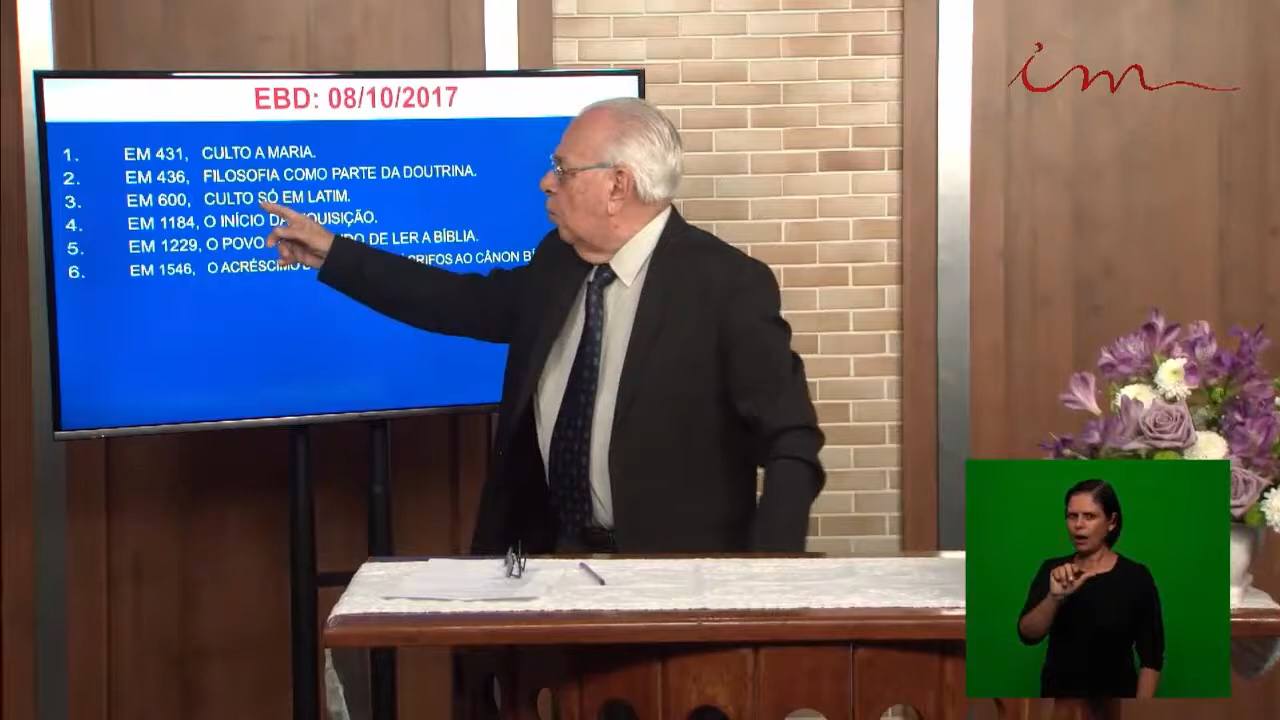 EBD: 08/10/2017
1. EM 431, CULTO A MARIA.
2. EM 436, FILOSOFIA COMO PARTE DA DOUTRINA.
3. EM 600, CULTO SÓ EM LATIM.
4. EM 1184, O INÍCIO
5. EM 1229, O POVO DE LER A BÍBLIA.
6. EM 1546, O ACRÉSCIMO AO CÂNON
im